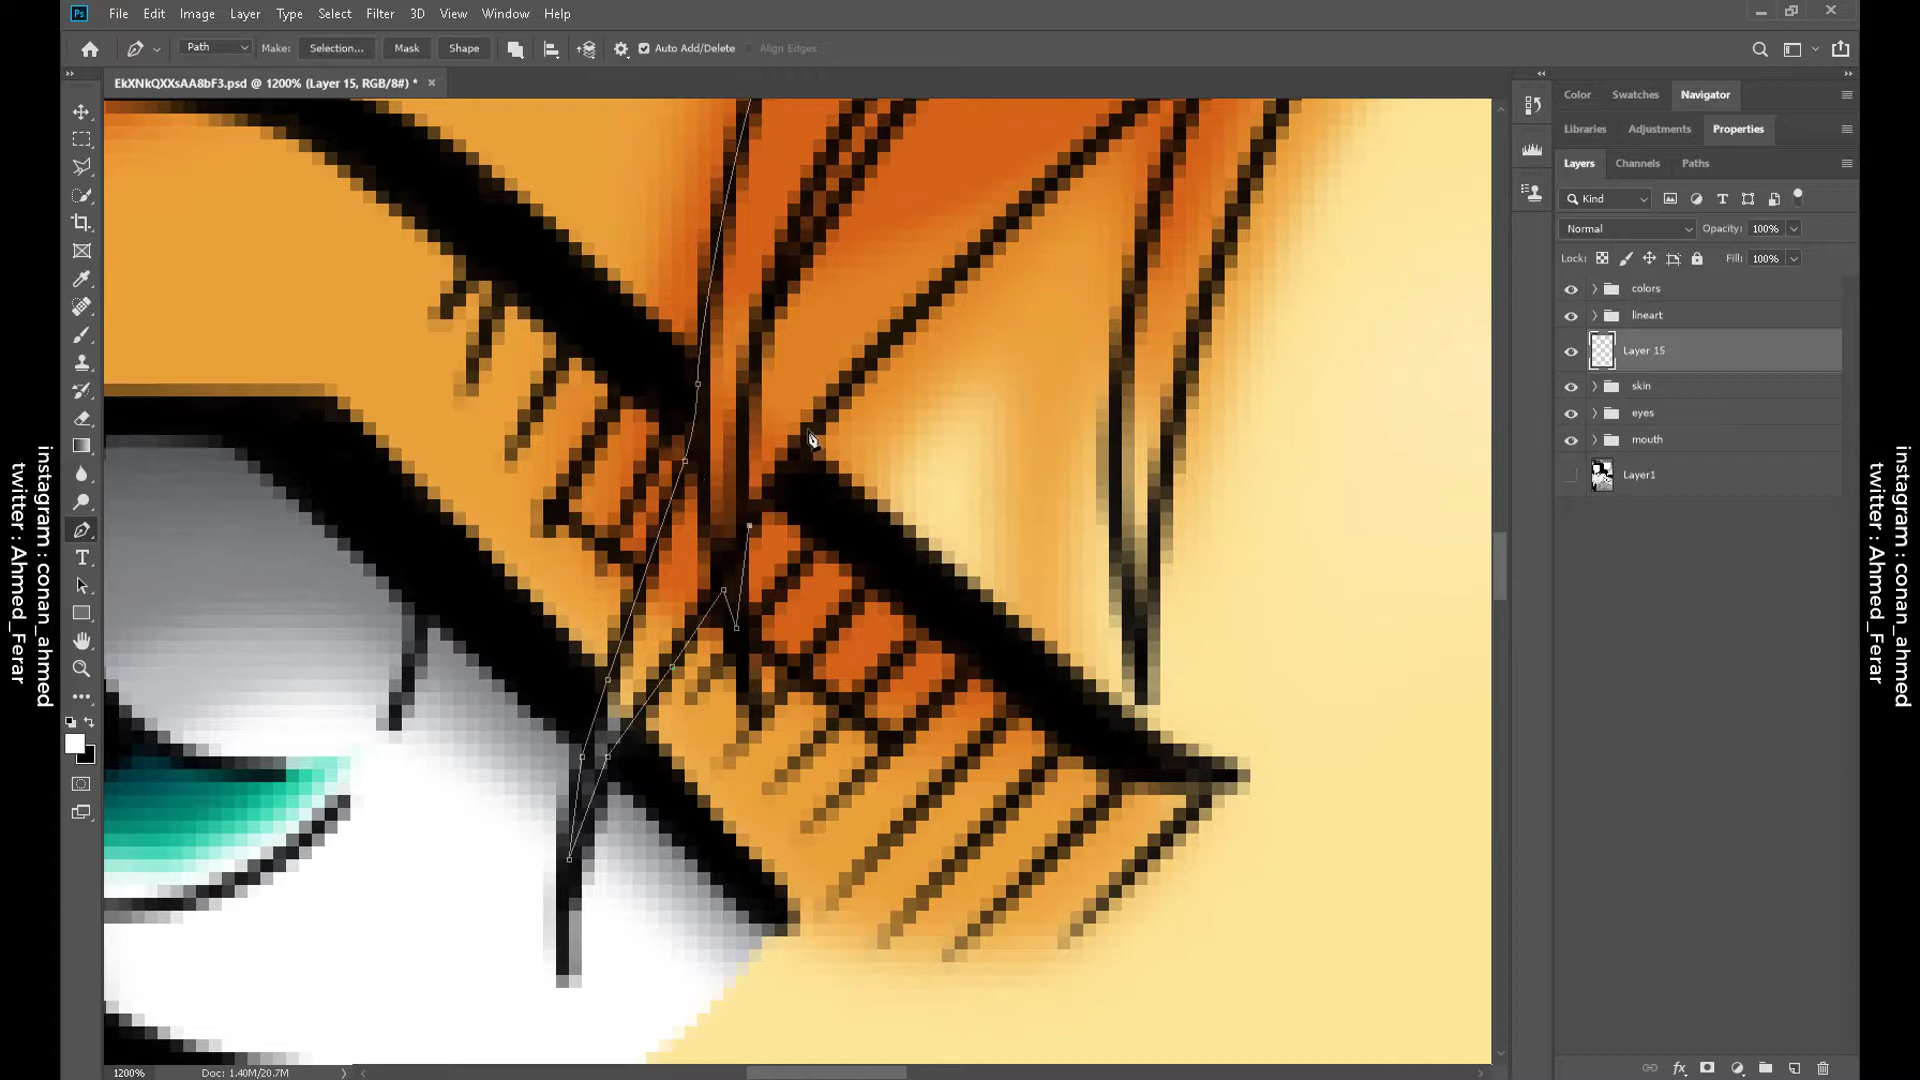 Ps File Edit Image Layer Type Select Filter 3D View Window Help
Path Make: Selection... Mask Shape Auto Add/Delete Align Edges
EkXNkQXXsAA8bF3.psd @ 1200% (Layer 15, RGB/8#) *
Color Swatches Navigator
Libraries Adjustments Properties
Layers Channels Paths
Kind
Normal Opacity: 100%
Lock: Fill: 100%
colors
lineart
Layer 15
skin
eyes
mouth
Layer1
instagram : conan_ahmed
twitter : Ahmed_Ferar
instagram : conan_ahmed
twitter : Ahmed_Ferar
1200% Doc: 1.40M/20.7M